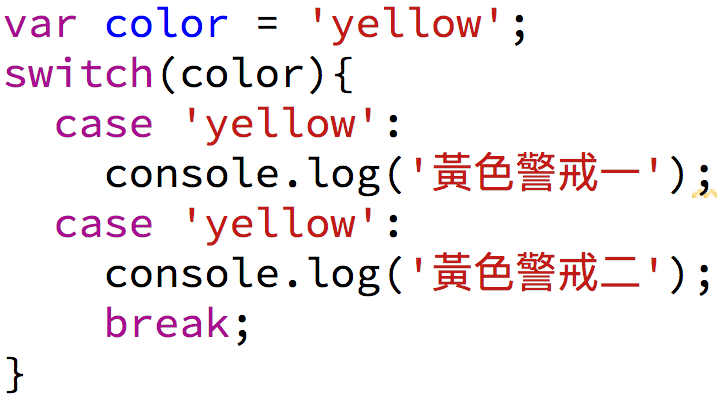 var color = 'yellow';
switch(color){
  case 'yellow':
    console.log('黃色警戒一');
  case 'yellow':
    console.log('黃色警戒二');
    break;
}